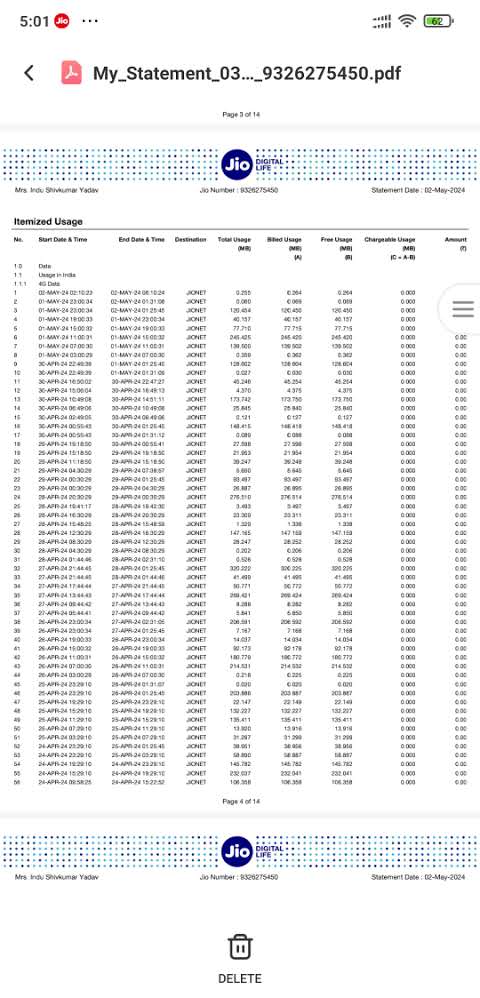 5:01 Jio ... 62
My_Statement_03..._9326275450.pdf
Page 3 of 14
Jio DIGITAL LIFE
Mrs. Indu Shivkumar Yadav Jio Number : 9326275450 Statement Date : 02-May-2024
Itemized Usage
No. Start Date & Time End Date & Time Destination Total Usage (MB) Billed Usage (MB) (A) Free Usage (MB) (B) Chargeable Usage (MB) (C = A-B) Amount (₹)
1.0 Data
1.1 Usage in India
1.1.1 4G Data
1 02-MAY-24 02:10:23 02-MAY-24 06:10:24 JIONET 0.255 0.264 0.264 0.000
2 01-MAY-24 23:00:34 02-MAY-24 01:31:08 JIONET 0.069 0.069 0.000
3 01-MAY-24 23:00:34 02-MAY-24 01:25:45 JIONET 120.454 120.450 120.450 0.000
4 01-MAY-24 19:00:33 01-MAY-24 23:00:34 JIONET 40.157 40.157 40.157 0.000
5 01-MAY-24 15:00:32 01-MAY-24 19:00:33 JIONET 77.710 77.715 77.715 0.000
6 01-MAY-24 11:00:31 01-MAY-24 15:00:32 JIONET 245.425 245.420 245.420 0.000 0.00
7 01-MAY-24 07:00:30 01-MAY-24 11:00:31 JIONET 139.500 139.502 139.502 0.000 0.00
8 01-MAY-24 03:00:29 01-MAY-24 07:00:30 JIONET 0.359 0.362 0.362 0.000 0.00
9 30-APR-24 22:49:39 01-MAY-24 01:25:45 JIONET 128.602 128.604 128.604 0.000 0.00
10 30-APR-24 22:49:39 01-MAY-24 01:31:09 JIONET 0.027 0.030 0.030 0.000 0.00
11 30-APR-24 16:50:02 30-APR-24 22:47:27 JIONET 45.246 45.254 45.254 0.000 0.00
12 30-APR-24 15:06:54 30-APR-24 16:49:13 JIONET 4.370 4.375 4.375 0.000 0.00
13 30-APR-24 10:49:08 30-APR-24 14:51:11 JIONET 173.742 173.750 173.750 0.000 0.00
14 30-APR-24 06:49:06 30-APR-24 10:49:08 JIONET 25.845 25.840 25.840 0.000 0.00
15 30-APR-24 02:49:05 30-APR-24 06:49:06 JIONET 0.121 0.127 0.127 0.000 0.00
16 30-APR-24 00:55:43 30-APR-24 01:25:45 JIONET 148.415 148.418 148.418 0.000 0.00
17 30-APR-24 00:55:43 30-APR-24 01:31:12 JIONET 0.089 0.088 0.088 0.000 0.00
18 29-APR-24 19:18:50 30-APR-24 00:55:41 JIONET 27.598 27.598 27.598 0.000 0.00
19 29-APR-24 15:18:50 29-APR-24 19:18:50 JIONET 21.953 21.954 21.954 0.000 0.00
20 29-APR-24 11:18:50 29-APR-24 15:18:50 JIONET 39.247 39.248 39.248 0.000 0.00
21 29-APR-24 04:30:29 29-APR-24 07:38:57 JIONET 5.645 5.645 0.000 0.00
22 29-APR-24 00:30:29 29-APR-24 01:25:45 JIONET 93.497 93.497 93.497 0.000 0.00
23 29-APR-24 00:30:29 29-APR-24 04:30:29 JIONET 26.887 26.895 26.895 0.000 0.00
24 28-APR-24 20:30:29 29-APR-24 00:30:29 JIONET 276.510 276.514 276.514 0.000 0.00
25 28-APR-24 16:41:17 28-APR-24 18:42:30 JIONET 3.493 3.497 3.497 0.000 0.00
26 28-APR-24 16:30:29 28-APR-24 20:30:29 JIONET 23.309 23.311 23.311 0.000 0.00
27 28-APR-24 15:48:25 28-APR-24 15:48:59 JIONET 1.338 1.338 0.000 0.00
28 28-APR-24 12:30:29 28-APR-24 16:30:29 JIONET 147.165 147.159 147.159 0.000 0.00
29 28-APR-24 08:30:29 28-APR-24 12:30:29 JIONET 28.247 28.252 28.252 0.000 0.00
30 28-APR-24 04:30:29 28-APR-24 08:30:29 JIONET 0.202 0.206 0.206 0.000 0.00
31 28-APR-24 01:44:46 28-APR-24 02:31:10 JIONET 0.526 0.528 0.528 0.000 0.00
32 27-APR-24 21:44:45 28-APR-24 01:25:45 JIONET 320.222 320.225 320.225 0.000 0.00
33 27-APR-24 21:44:45 28-APR-24 01:44:46 JIONET 41.490 41.495 41.495 0.000 0.00
34 27-APR-24 17:44:44 27-APR-24 21:44:45 JIONET 50.771 50.772 50.772 0.000 0.00
35 27-APR-24 13:44:43 27-APR-24 17:44:44 JIONET 269.421 269.424 269.424 0.000 0.00
36 27-APR-24 09:44:42 27-APR-24 13:44:43 JIONET 8.288 8.282 8.282 0.000 0.00
37 27-APR-24 05:44:41 27-APR-24 09:44:42 JIONET 5.841 5.850 5.850 0.000 0.00
38 26-APR-24 23:00:34 27-APR-24 02:31:05 JIONET 206.591 206.592 206.592 0.000 0.00
39 26-APR-24 23:00:34 27-APR-24 01:25:45 JIONET 7.167 7.168 7.168 0.000 0.00
40 26-APR-24 19:00:33 26-APR-24 23:00:34 JIONET 14.037 14.034 14.034 0.000 0.00
41 26-APR-24 15:00:32 26-APR-24 19:00:33 JIONET 92.173 92.178 92.178 0.000 0.00
42 26-APR-24 11:00:31 26-APR-24 15:00:32 JIONET 180.779 180.772 180.772 0.000 0.00
43 26-APR-24 07:00:30 26-APR-24 11:00:31 JIONET 214.531 214.532 214.532 0.000 0.00
44 26-APR-24 03:00:29 26-APR-24 07:00:30 JIONET 0.218 0.225 0.225 0.000 0.00
45 25-APR-24 23:29:10 26-APR-24 01:31:07 JIONET 0.020 0.020 0.020 0.000 0.00
46 25-APR-24 23:29:10 26-APR-24 01:25:45 JIONET 203.886 203.887 203.887 0.000 0.00
47 25-APR-24 19:29:10 25-APR-24 23:29:10 JIONET 22.147 22.149 22.149 0.000 0.00
48 25-APR-24 15:29:10 25-APR-24 19:29:10 JIONET 132.227 132.227 132.227 0.000 0.00
49 25-APR-24 11:29:10 25-APR-24 15:29:10 JIONET 135.411 135.411 135.411 0.000 0.00
50 25-APR-24 07:29:10 25-APR-24 11:29:10 JIONET 13.920 13.916 13.916 0.000 0.00
51 25-APR-24 03:29:10 25-APR-24 07:29:10 JIONET 31.287 31.299 31.299 0.000 0.00
52 24-APR-24 23:29:10 25-APR-24 01:25:45 JIONET 38.951 38.956 38.956 0.000 0.00
53 24-APR-24 23:29:10 25-APR-24 03:29:10 JIONET 58.890 58.887 58.887 0.000 0.00
54 24-APR-24 19:29:10 24-APR-24 23:29:10 JIONET 145.782 145.782 145.782 0.000 0.00
55 24-APR-24 15:29:10 24-APR-24 19:29:10 JIONET 232.037 232.041 232.041 0.000 0.00
56 24-APR-24 09:58:25 24-APR-24 15:22:52 JIONET 106.358 106.359 106.359 0.000 0.00
Page 4 of 14
Jio DIGITAL LIFE
Mrs. Indu Shivkumar Yadav Jio Number : 9326275450 Statement Date : 02-May-2024
DELETE